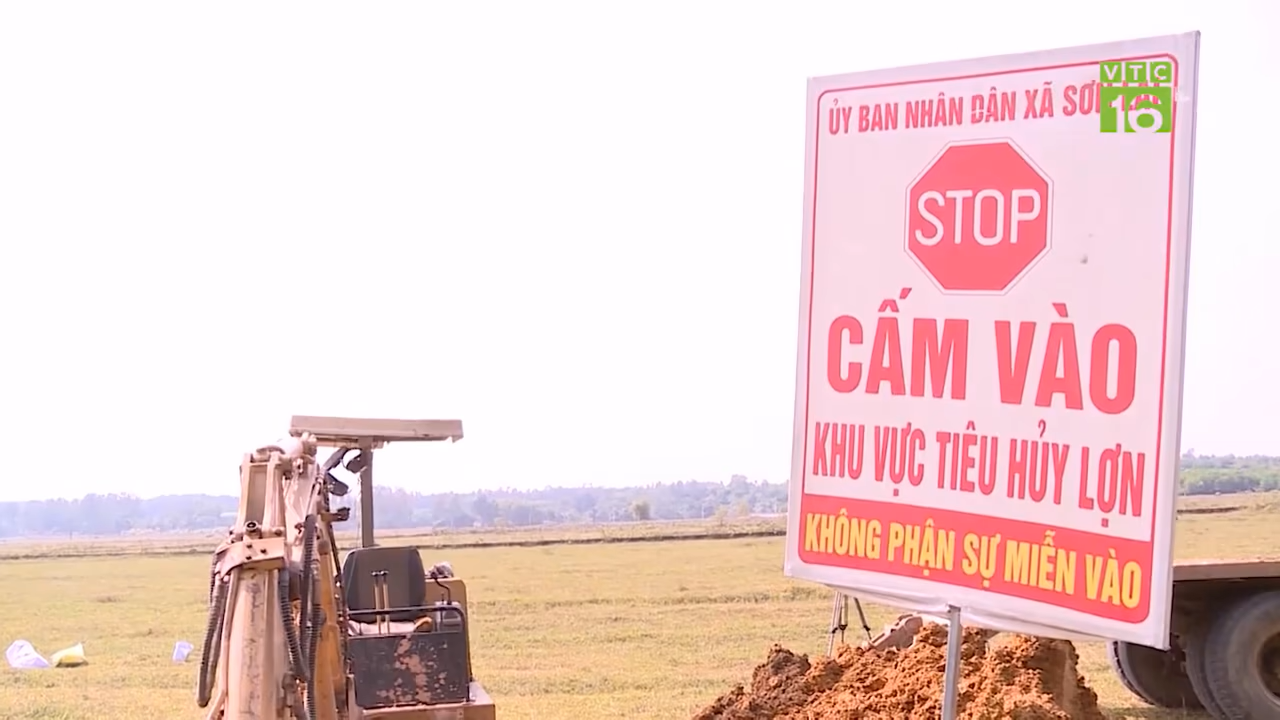 VTC
16
ỦY BAN NHÂN DÂN XÃ
STOP
CẤM VÀO
KHU VỰC TIÊU HỦY LỢN
KHÔNG PHẬN SỰ MIỄN VÀO